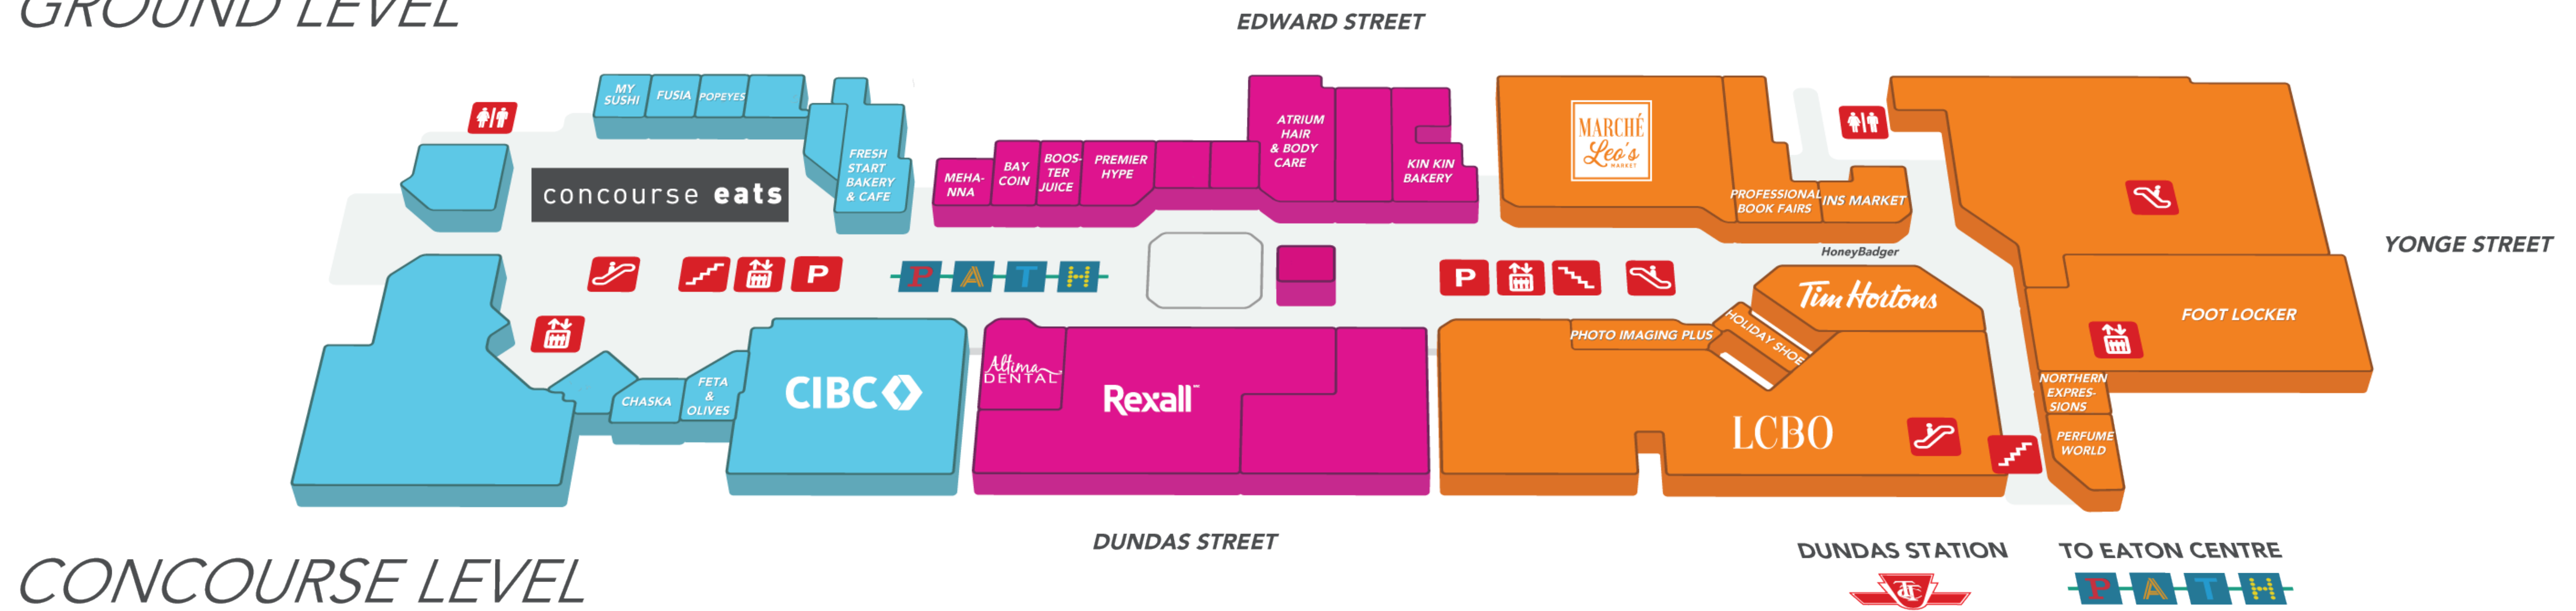 GROUND LEVEL
EDWARD STREET
MY
SUSHI
FUSIA
POPEYES
FRESH
START
BAKERY
& CAFE
concourse eats
MEHA-
NNA
BAY
COIN
BOOS-
TER
JUICE
PREMIER
HYPE
ATRIUM
HAIR
& BODY
CARE
KIN KIN
BAKERY
MARCHÉ
Leo's
MARKET
PROFESSIONAL
BOOK FAIRS
INS MARKET
HoneyBadger
YONGE STREET
P
PATH
P
Tim Hortons
FOOT LOCKER
HOLIDAY SHOE
PHOTO IMAGING PLUS
CHASKA
FETA
&
OLIVES
CIBC
Altima
DENTAL
Rexall
LCBO
NORTHERN
EXPRES-
SIONS
PERFUME
WORLD
DUNDAS STREET
DUNDAS STATION
TTC
TO EATON CENTRE
PATH
CONCOURSE LEVEL